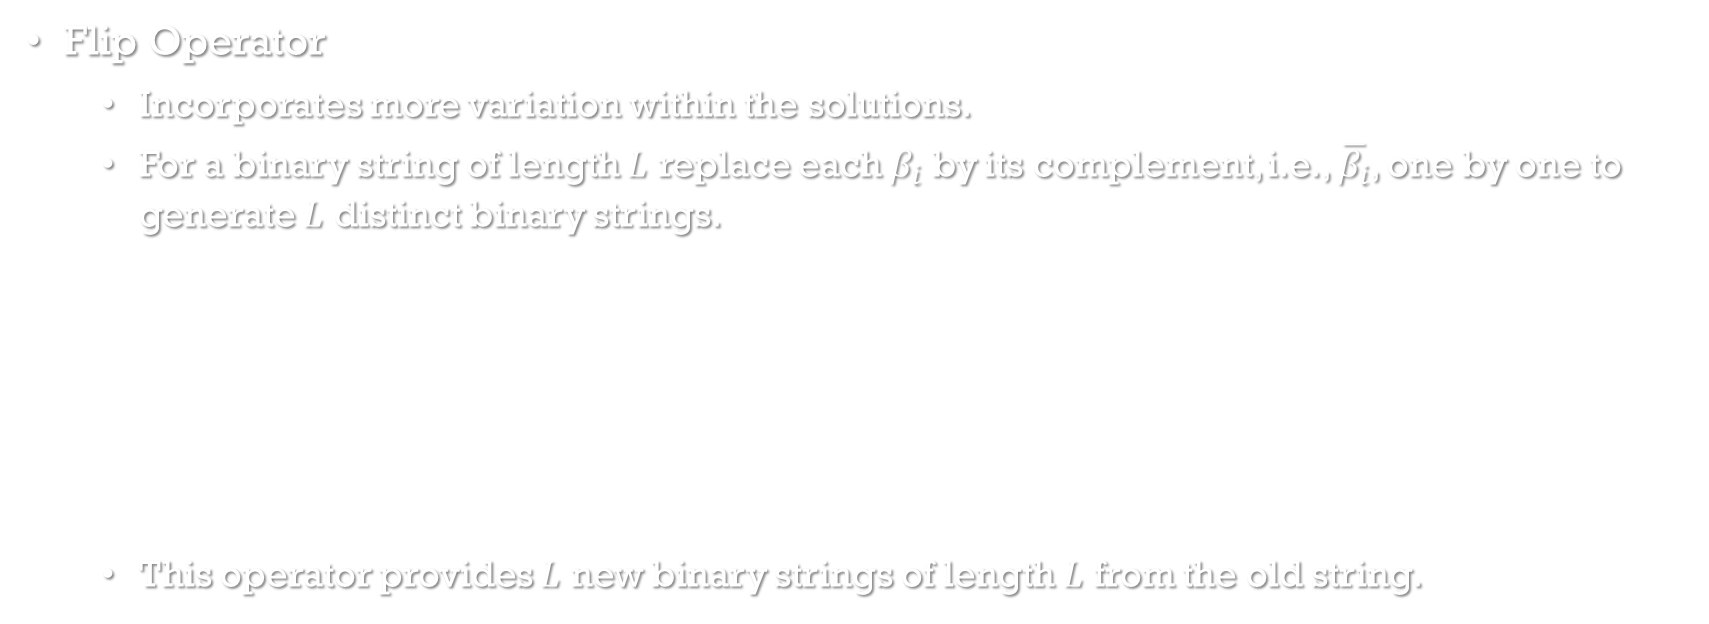 • Flip Operator
• Incorporates more variation within the solutions.
• For a binary string of length L replace each βᵢ by its complement, i.e., β̅ᵢ, one by one to
generate L distinct binary strings.
• This operator provides L new binary strings of length L from the old string.